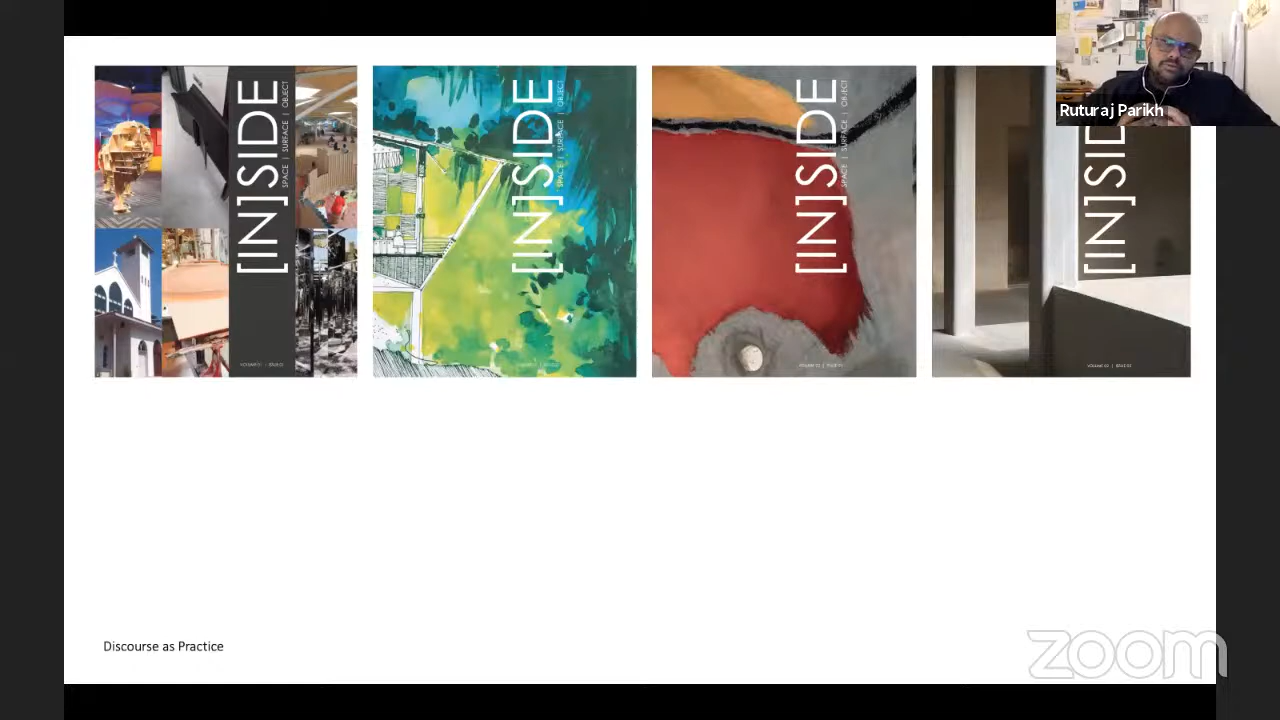 [IN]SIDE
SPACE | SURFACE | OBJECT
[IN]SIDE
SPACE | SURFACE | OBJECT
[IN]SIDE
SPACE | SURFACE | OBJECT
[IN]SIDE
Ruturaj Parikh
Discourse as Practice
zoom